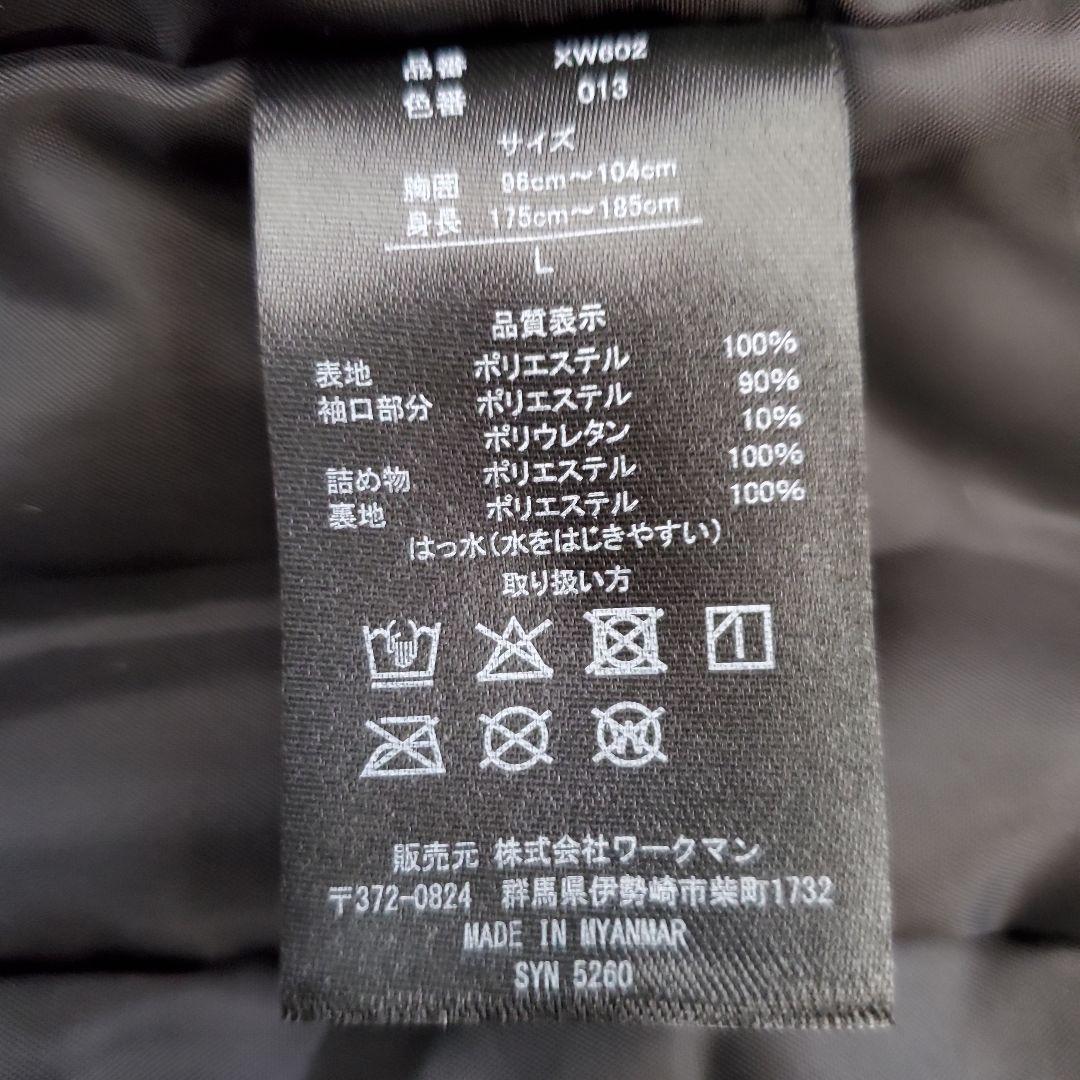 品番 XW602
色番 013
サイズ
胸囲 96cm～104cm
身長 175cm～185cm
L
品質表示
表地 ポリエステル 100%
袖口部分 ポリエステル 90%
ポリウレタン 10%
詰め物 ポリエステル 100%
裏地 ポリエステル 100%
はっ水(水をはじきやすい)
取り扱い方
W
販売元 株式会社ワークマン
〒372-0824 群馬県伊勢崎市柴町1732
MADE IN MYANMAR
SYN 5260